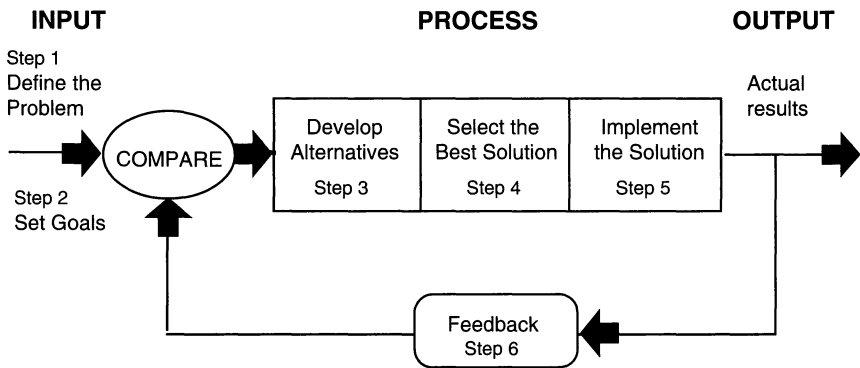 INPUT
PROCESS
OUTPUT
Step 1
Define the
Problem
Step 2
Set Goals
COMPARE
Develop
Alternatives
Step 3
Select the
Best Solution
Step 4
Implement
the Solution
Step 5
Actual
results
Feedback
Step 6